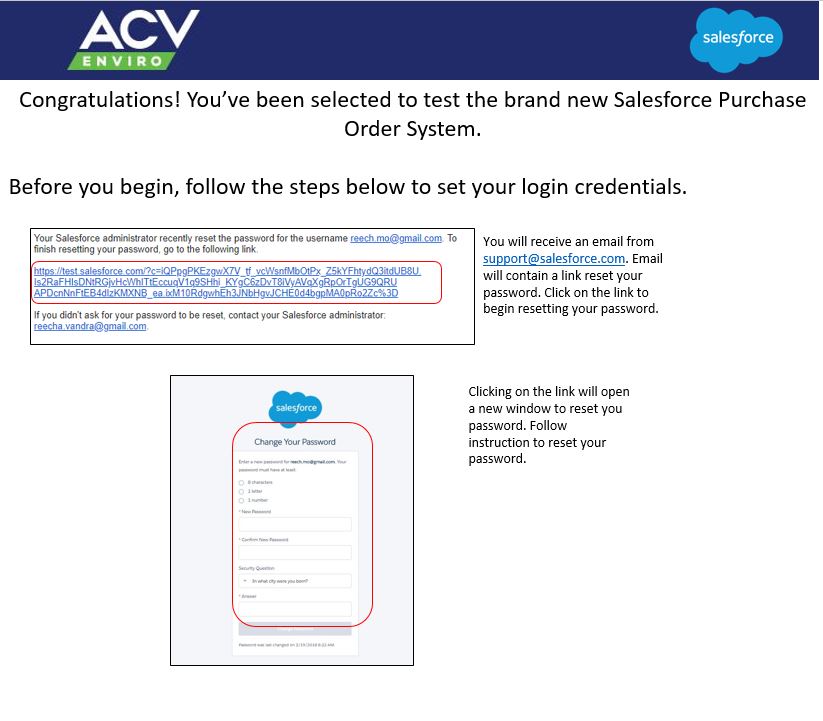 ACV
ENVIRO
salesforce
Congratulations! You've been selected to test the brand new Salesforce Purchase
Order System.
Before you begin, follow the steps below to set your login credentials.
Your Salesforce administrator recently reset the password for the username reech.mo@gmail.com. To
finish resetting your password, go to the following link.
If you didn't ask for your password to be reset, contact your Salesforce administrator:
reecha.vandra@gmail.com.
You will receive an email from
support@salesforce.com. Email
will contain a link reset your
password. Click on the link to
begin resetting your password.
salesforce
Change Your Password
Enter a new password for reech.mo@gmail.com. Your
password must have at least:
8 characters
1 letter
1 number
* New Password
* Confirm New Password
Security Question
In what city were you born?
* Answer
Password was last changed on 2/19/2018 8:22 AM.
Clicking on the link will open
a new window to reset you
password. Follow
instruction to reset your
password.